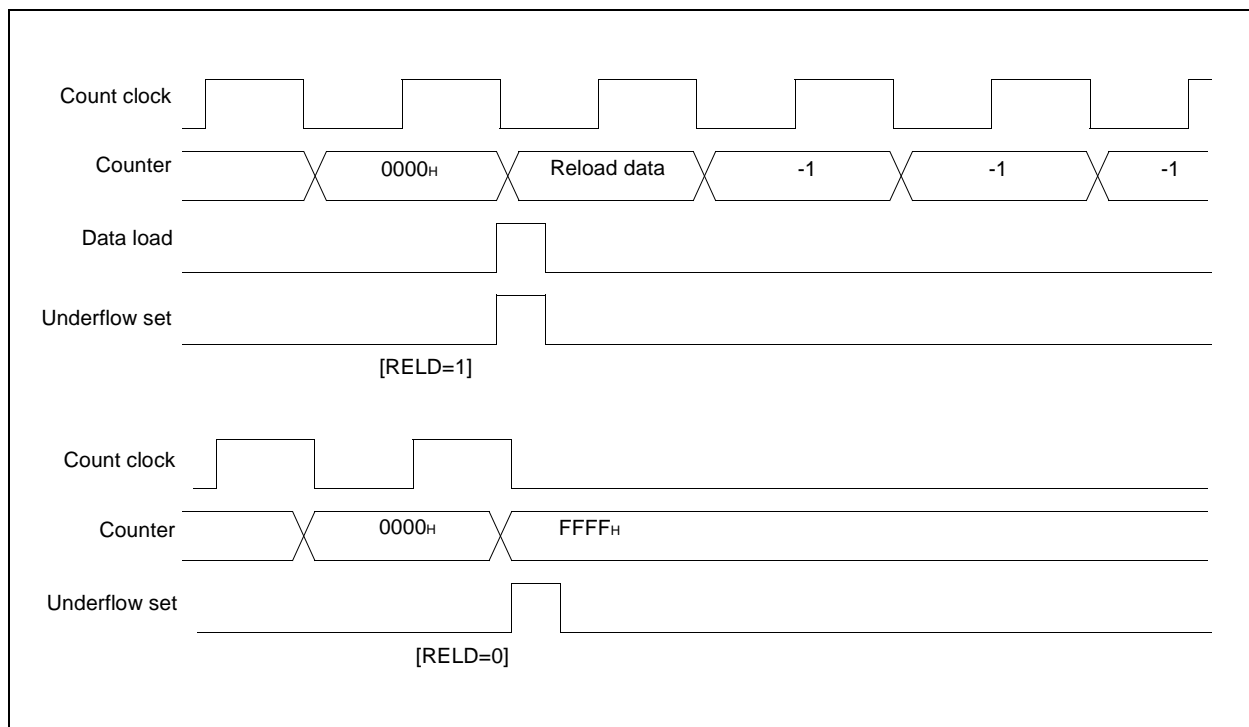 Count clock
Counter 0000H Reload data -1 -1 -1
Data load
Underflow set
[RELD=1]
Count clock
Counter 0000H FFFFH
Underflow set
[RELD=0]